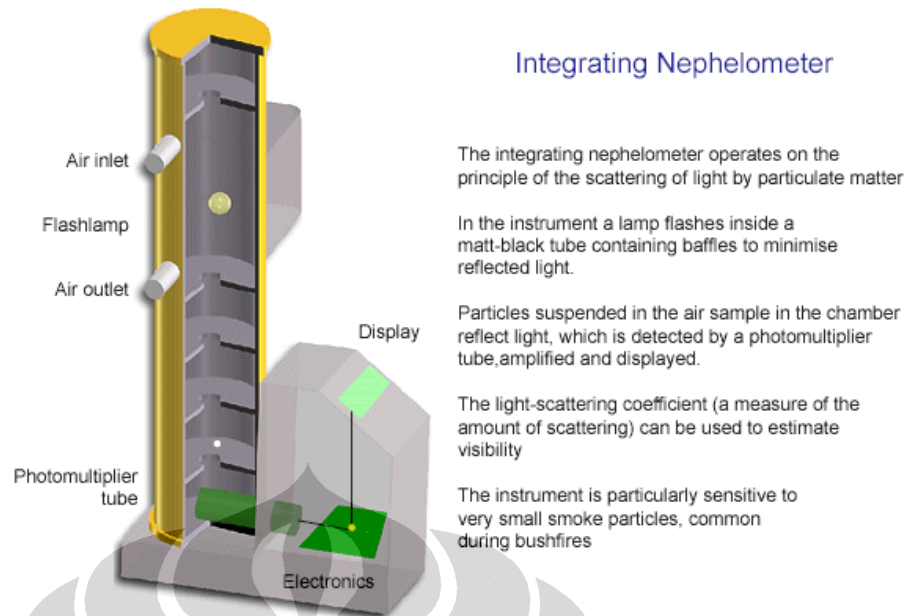 Integrating Nephelometer
Air inlet
Flashlamp
Air outlet
Display
Photomultiplier
tube
Electronics
The integrating nephelometer operates on the
principle of the scattering of light by particulate matter
In the instrument a lamp flashes inside a
matt-black tube containing baffles to minimise
reflected light.
Particles suspended in the air sample in the chamber
reflect light, which is detected by a photomultiplier
tube,amplified and displayed.
The light-scattering coefficient (a measure of the
amount of scattering) can be used to estimate
visibility
The instrument is particularly sensitive to
very small smoke particles, common
during bushfires